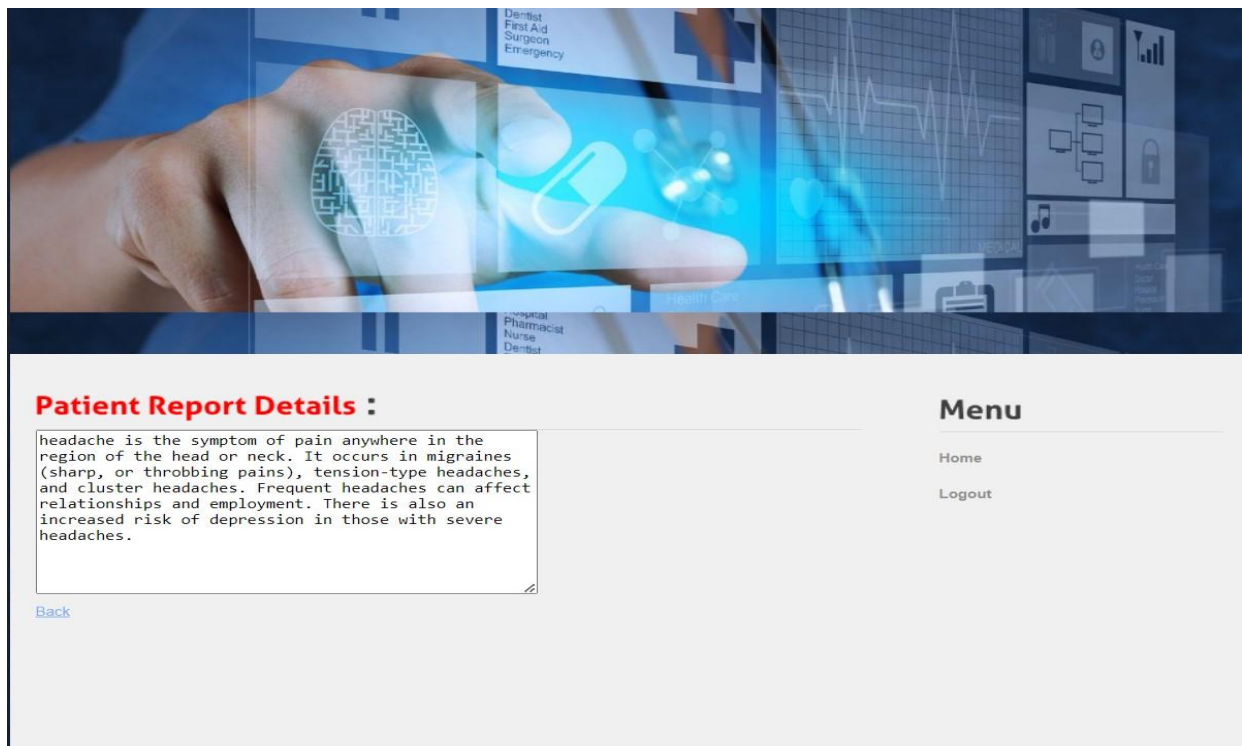 Dentist
First Aid
Surgeon
Emergency
MEDICAL
Health Care
Hospital
Pharmacist
Nurse
Dentist
Patient Report Details :
headache is the symptom of pain anywhere in the
region of the head or neck. It occurs in migraines
(sharp, or throbbing pains), tension-type headaches,
and cluster headaches. Frequent headaches can affect
relationships and employment. There is also an
increased risk of depression in those with severe
headaches.
Back
Menu
Home
Logout